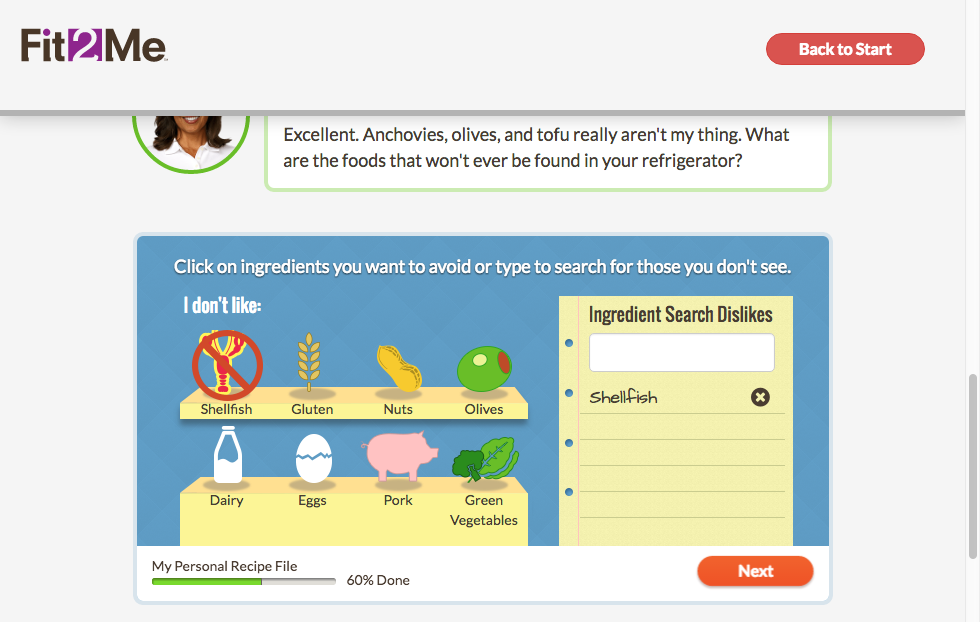 Fit2Me
Back to Start
Excellent. Anchovies, olives, and tofu really aren't my thing. What
are the foods that won't ever be found in your refrigerator?
Click on ingredients you want to avoid or type to search for those you don't see.
I don't like:
Ingredient Search Dislikes
Shellfish
Shellfish
Gluten
Nuts
Olives
Dairy
Eggs
Pork
Green
Vegetables
My Personal Recipe File
60% Done
Next